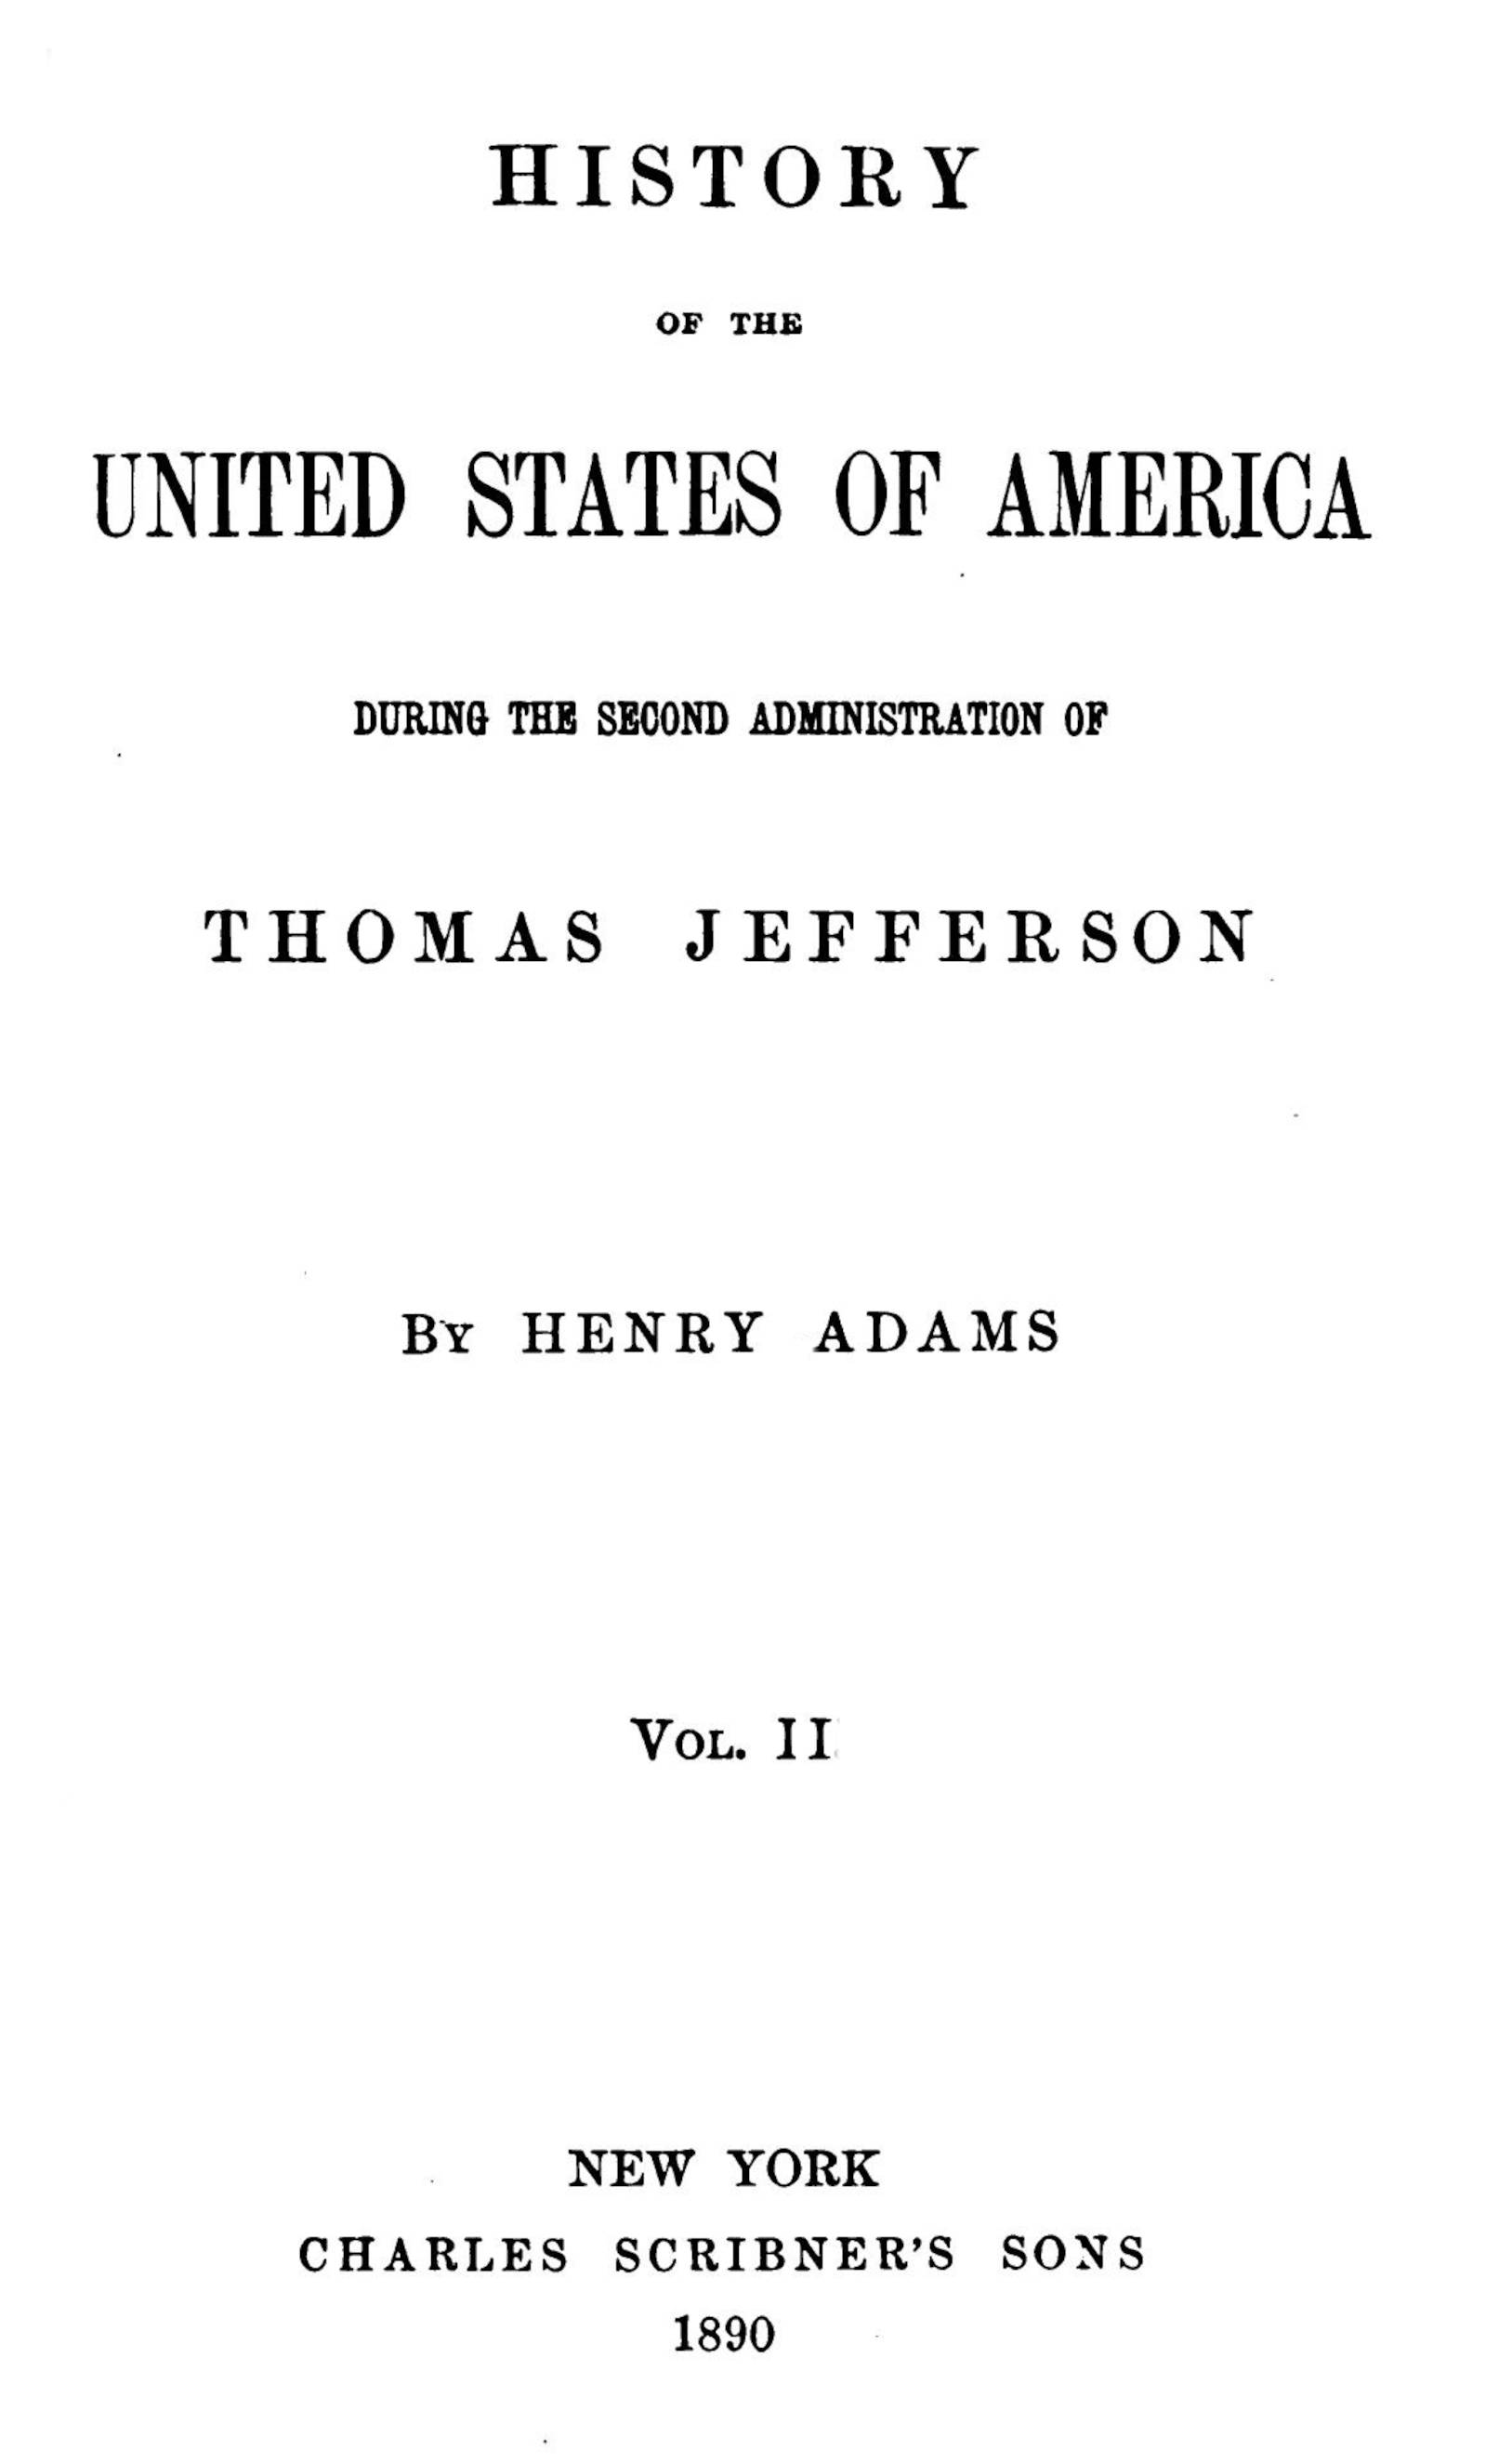 HISTORY
OF THE
UNITED STATES OF AMERICA
DURING THE SECOND ADMINISTRATION OF
THOMAS JEFFERSON
BY HENRY ADAMS
VOL. II
NEW YORK
CHARLES SCRIBNER'S SONS
1890